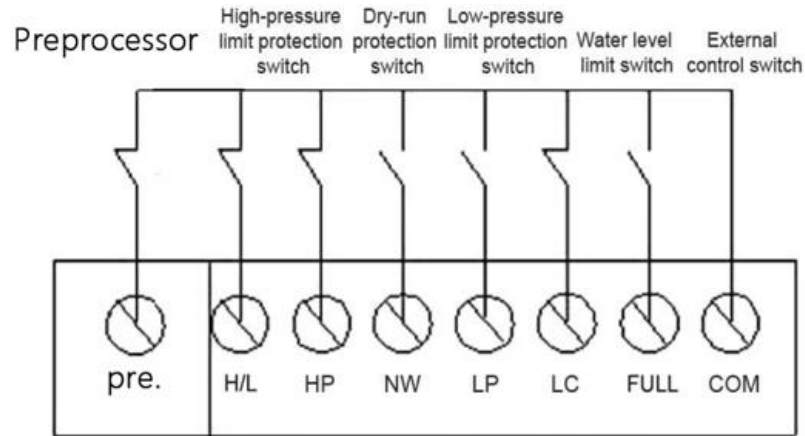 Preprocessor
High-pressure
limit protection
switch
Dry-run
protection
switch
Low-pressure
limit protection
switch
Water level
limit switch
External
control switch
pre.
H/L
HP
NW
LP
LC
FULL
COM